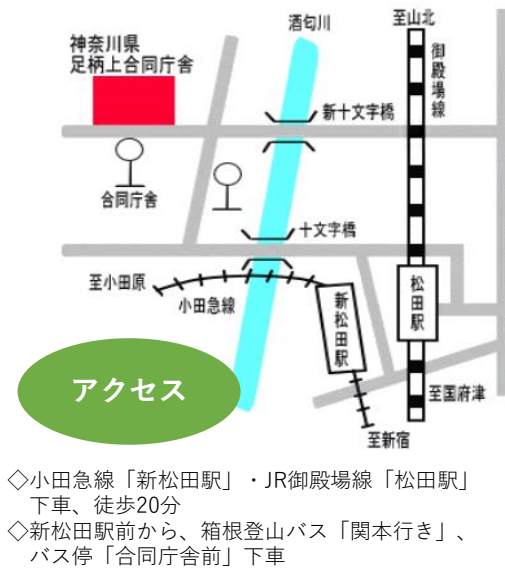 酒匂川
至山北
神奈川県
足柄上合同庁舎
御殿場線
新十文字橋
合同庁舎
十文字橋
至小田原
小田急線
新松田駅
松田駅
アクセス
至国府津
至新宿
◇小田急線「新松田駅」・JR御殿場線「松田駅」
下車、徒歩20分
◇新松田駅前から、箱根登山バス「関本行き」、
バス停「合同庁舎前」下車